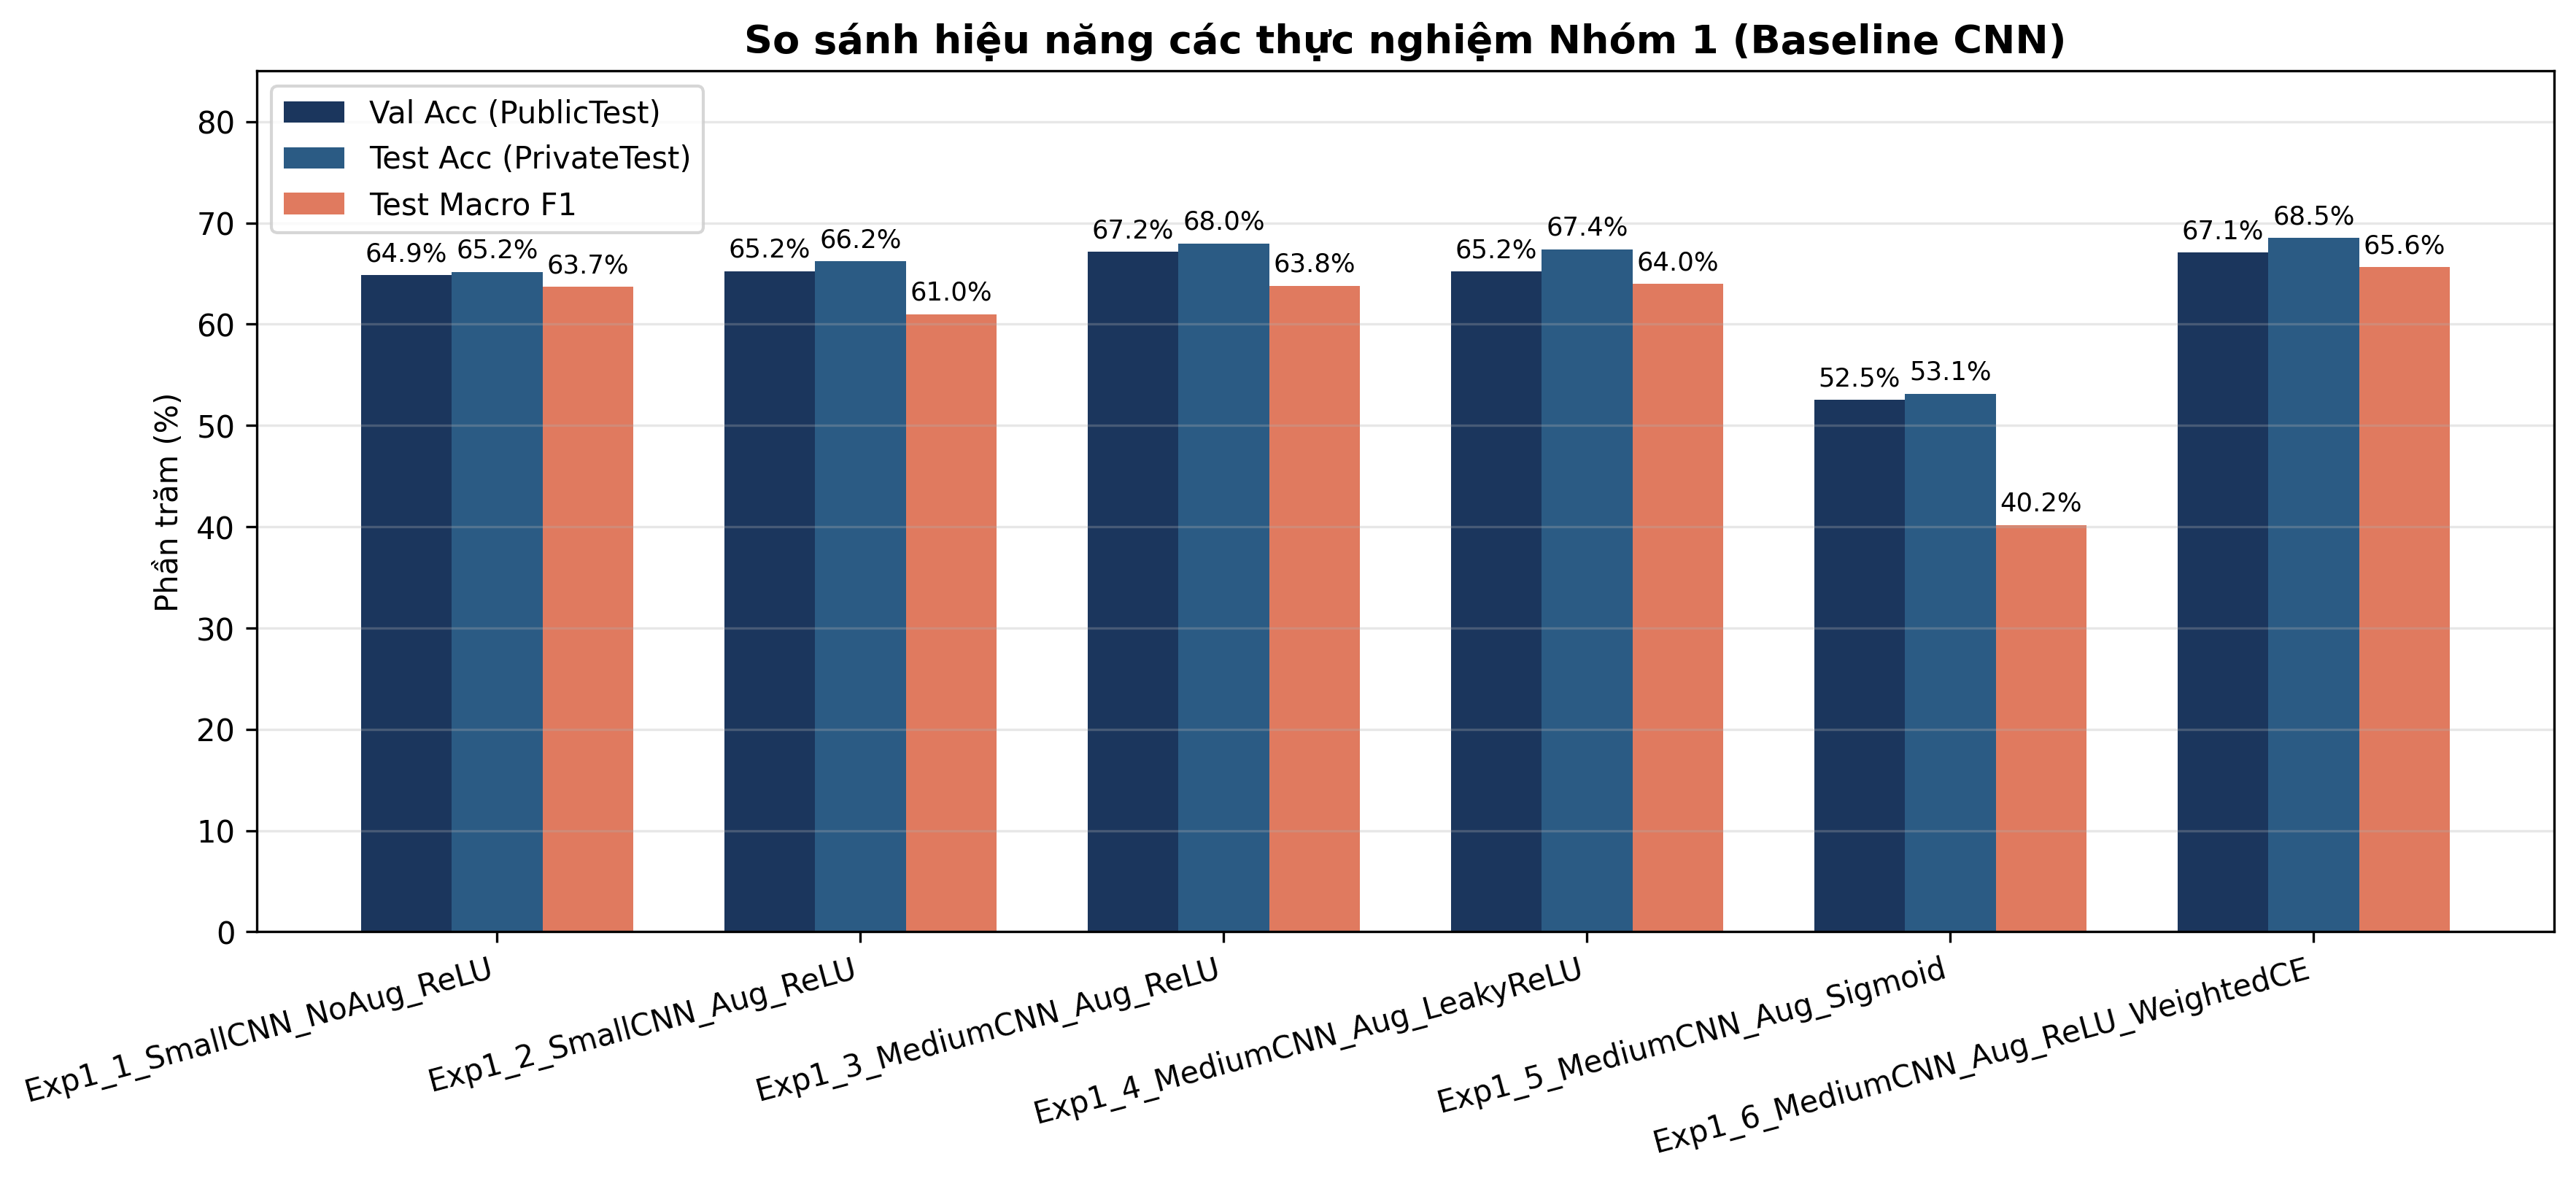 So sánh hiệu năng các thực nghiệm Nhóm 1 (Baseline CNN)
Val Acc (PublicTest)
Test Acc (PrivateTest)
Test Macro F1
Phần trăm (%)
80
70
60
50
40
30
20
10
0
64.9% 65.2% 63.7%
65.2% 66.2% 61.0%
67.2% 68.0% 63.8%
65.2% 67.4% 64.0%
52.5% 53.1% 40.2%
67.1% 68.5% 65.6%
Exp1_1_SmallCNN_NoAug_ReLU
Exp1_2_SmallCNN_Aug_ReLU
Exp1_3_MediumCNN_Aug_ReLU
Exp1_4_MediumCNN_Aug_LeakyReLU
Exp1_5_MediumCNN_Aug_Sigmoid
Exp1_6_MediumCNN_Aug_ReLU_WeightedCE